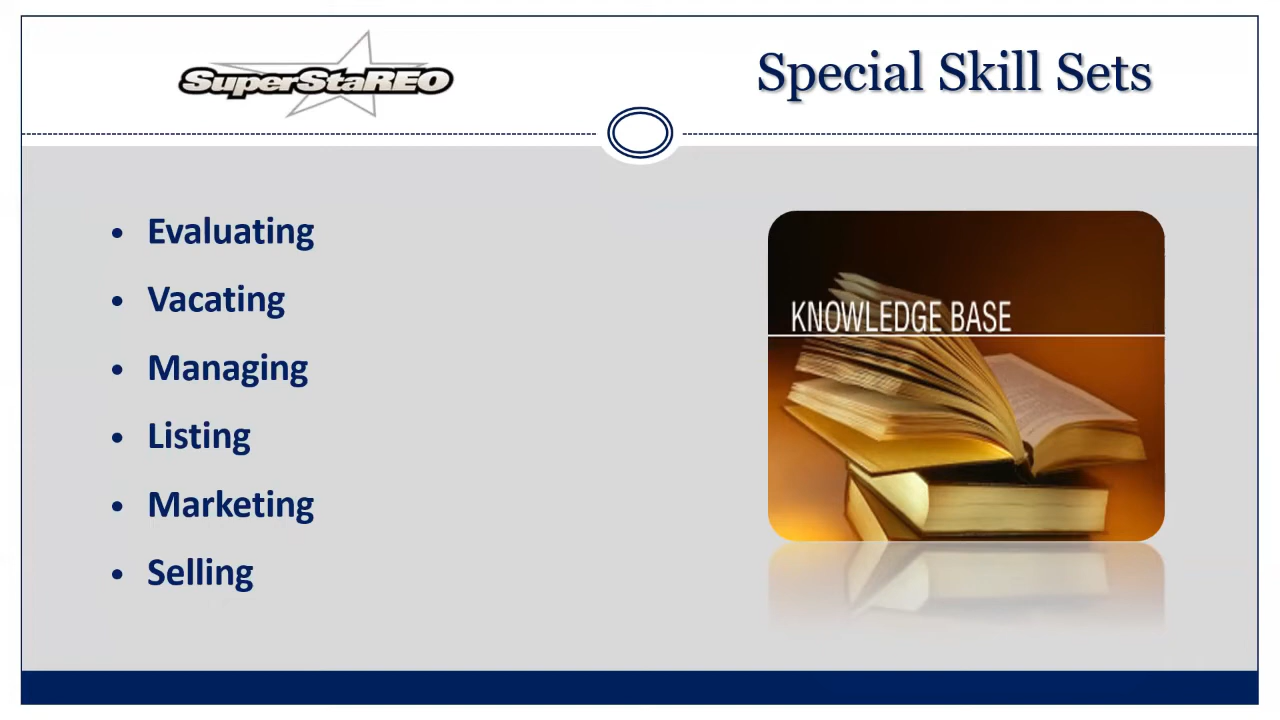 SuperStaREO
Special Skill Sets
• Evaluating
• Vacating
• Managing
• Listing
• Marketing
• Selling
KNOWLEDGE BASE